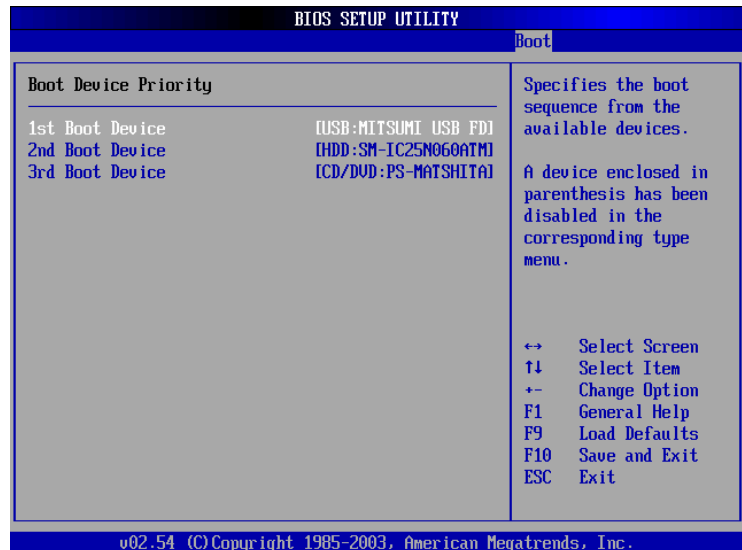 BIOS SETUP UTILITY
Boot
Boot Device Priority
1st Boot Device [USB:MITSUMI USB FD]
2nd Boot Device [HDD:SM-IC25N060ATM]
3rd Boot Device [CD/DVD:PS-MATSHITA]
Specifies the boot
sequence from the
available devices.
A device enclosed in
parenthesis has been
disabled in the
corresponding type
menu.
↔ Select Screen
↑↓ Select Item
+- Change Option
F1 General Help
F9 Load Defaults
F10 Save and Exit
ESC Exit
v02.54 (C)Copyright 1985-2003, American Megatrends, Inc.